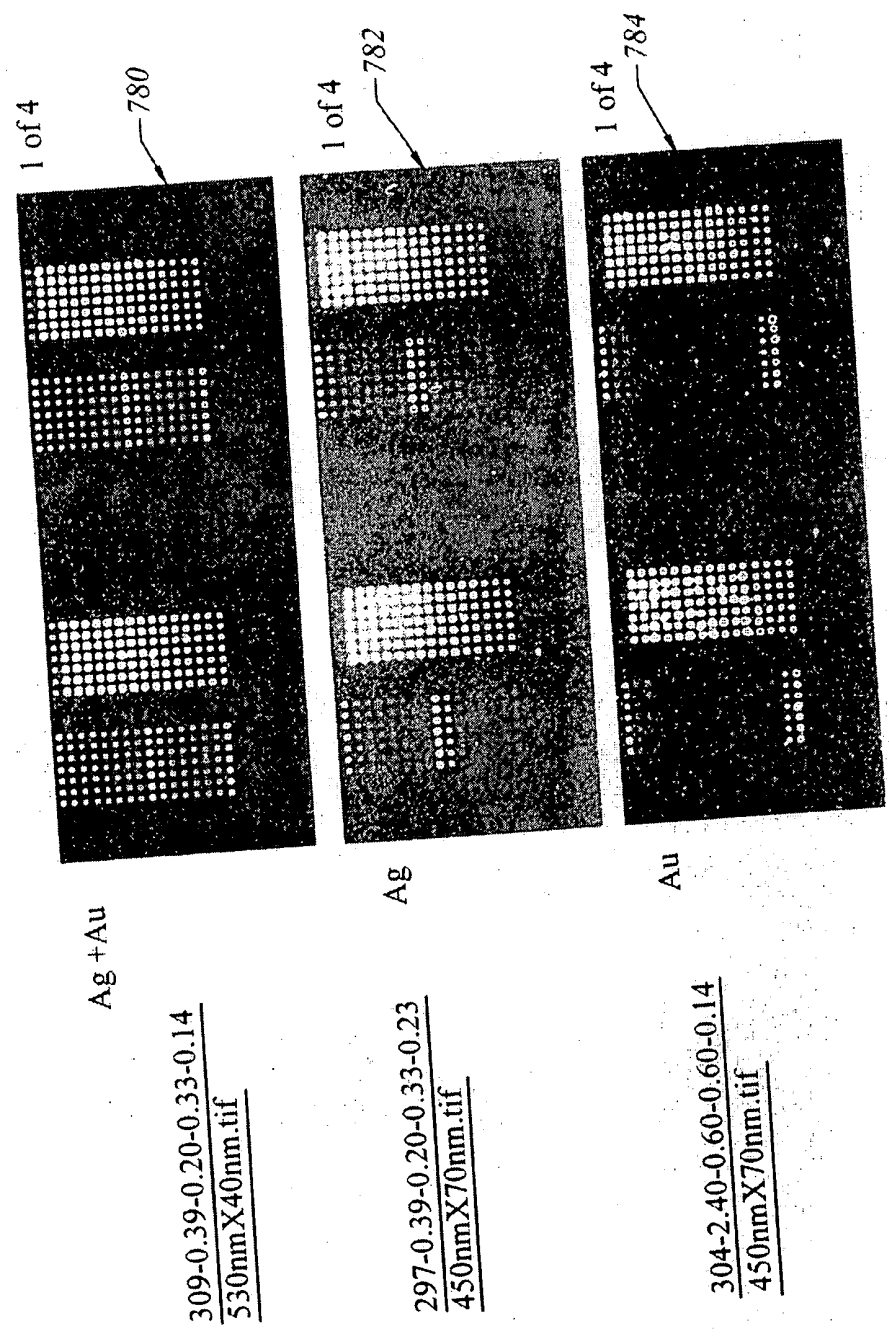 309-0.39-0.20-0.33-0.14
530nmX40nm.tif
Ag +Au
1 of 4
780
297-0.39-0.20-0.33-0.23
450nmX70nm.tif
Ag
1 of 4
782
304-2.40-0.60-0.60-0.14
450nmX70nm.tif
Au
1 of 4
784